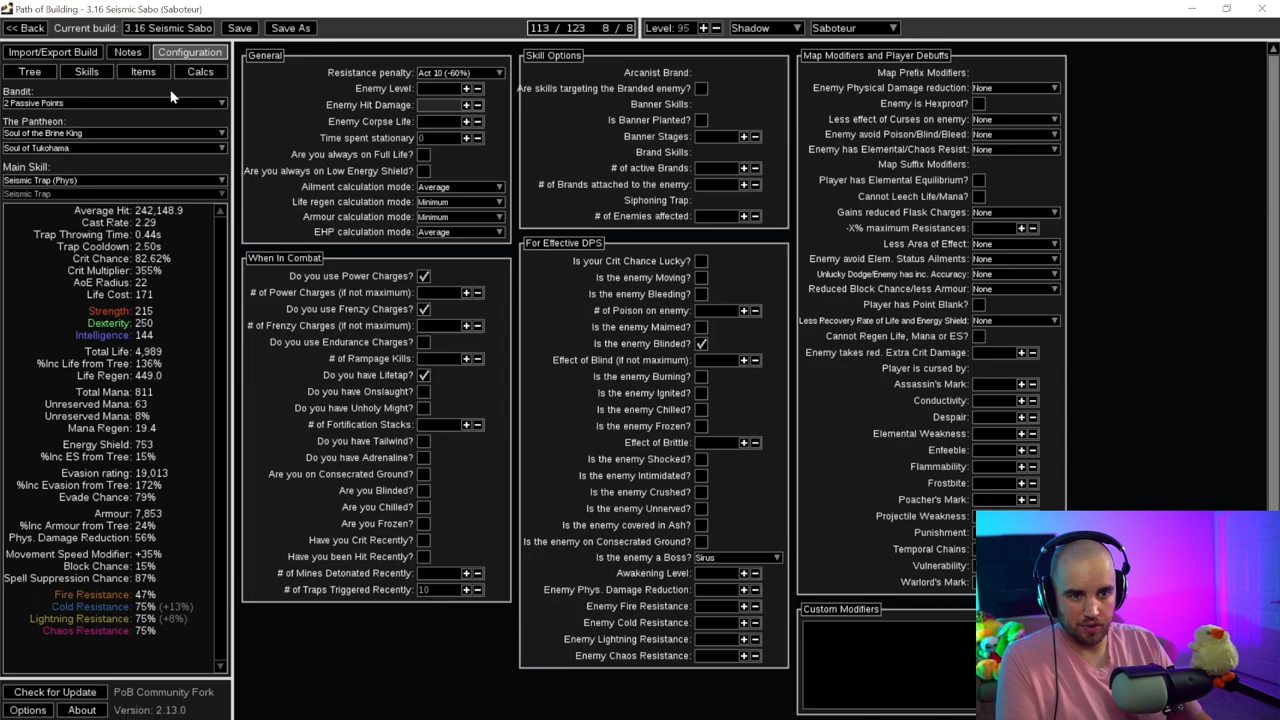 Path of Building - 3.16 Seismic Sabo (Saboteur)
<< Back Current build: 3.16 Seismic Sabo Save Save As 113 / 123 8 / 8 Level: 95 Shadow Saboteur
Import/Export Build Notes Configuration
Tree Skills Items Calcs
Bandit:
2 Passive Points
The Pantheon:
Soul of the Brine King
Soul of Tukohama
Main Skill:
Seismic Trap (Phys)
Seismic Trap
Average Hit: 242,148.9
Cast Rate: 2.29
Trap Throwing Time: 0.44s
Trap Cooldown: 2.50s
Crit Chance: 82.62%
Crit Multiplier: 355%
AoE Radius: 22
Life Cost: 171
Strength: 215
Dexterity: 250
Intelligence: 144
Total Life: 4,989
%Inc Life from Tree: 136%
Life Regen: 449.0
Total Mana: 811
Unreserved Mana: 63
Unreserved Mana: 8%
Mana Regen: 19.4
Energy Shield: 753
%Inc ES from Tree: 15%
Evasion rating: 19,013
%Inc Evasion from Tree: 172%
Evade Chance: 79%
Armour: 7,853
%Inc Armour from Tree: 24%
Phys. Damage Reduction: 56%
Movement Speed Modifier: +35%
Block Chance: 15%
Spell Suppression Chance: 87%
Fire Resistance: 47%
Cold Resistance: 75% (+13%)
Lightning Resistance: 75% (+8%)
Chaos Resistance: 75%
Check for Update PoB Community Fork
Options About Version: 2.13.0
General
Resistance penalty: Act 10 (-60%)
Enemy Level:
Enemy Hit Damage:
Enemy Corpse Life:
Time spent stationary 0
Are you always on Full Life?
Are you always on Low Energy Shield?
Ailment calculation mode: Average
Life regen calculation mode: Minimum
Armour calculation mode: Minimum
EHP calculation mode: Average
When In Combat
Do you use Power Charges?
# of Power Charges (if not maximum):
Do you use Frenzy Charges?
# of Frenzy Charges (if not maximum):
Do you use Endurance Charges?
# of Rampage Kills:
Do you have Lifetap?
Do you have Onslaught?
Do you have Unholy Might?
# of Fortification Stacks:
Do you have Tailwind?
Do you have Adrenaline?
Are you on Consecrated Ground?
Are you Blinded?
Are you Chilled?
Are you Frozen?
Have you Crit Recently?
Have you been Hit Recently?
# of Mines Detonated Recently:
# of Traps Triggered Recently: 10
Skill Options
Arcanist Brand:
Are skills targeting the Branded enemy?
Banner Skills:
Is Banner Planted?
Banner Stages:
Brand Skills:
# of active Brands:
# of Brands attached to the enemy:
Siphoning Trap:
# of Enemies affected:
For Effective DPS
Is your Crit Chance Lucky?
Is the enemy Moving?
Is the enemy Bleeding?
# of Poison on enemy:
Is the enemy Maimed?
Is the enemy Blinded?
Effect of Blind (if not maximum):
Is the enemy Burning?
Is the enemy Ignited?
Is the enemy Chilled?
Is the enemy Frozen?
Effect of Brittle:
Is the enemy Shocked?
Is the enemy Intimidated?
Is the enemy Crushed?
Is the enemy Unnerved?
Is the enemy covered in Ash?
Is the enemy on Consecrated Ground?
Is the enemy a Boss? Sirus
Awakening Level:
Enemy Phys. Damage Reduction:
Enemy Fire Resistance:
Enemy Cold Resistance:
Enemy Lightning Resistance:
Enemy Chaos Resistance:
Map Modifiers and Player Debuffs
Map Prefix Modifiers:
Enemy Physical Damage reduction: None
Enemy is Hexproof?
Less effect of Curses on enemy: None
Enemy avoid Poison/Blind/Bleed: None
Enemy has Elemental/Chaos Resist: None
Map Suffix Modifiers:
Player has Elemental Equilibrium?
Cannot Leech Life/Mana?
Gains reduced Flask Charges: None
-X% maximum Resistances:
Less Area of Effect: None
Enemy avoid Elem. Status Ailments: None
Unlucky Dodge/Enemy has inc. Accuracy: None
Reduced Block Chance/less Armour: None
Player has Point Blank?
Less Recovery Rate of Life and Energy Shield: None
Cannot Regen Life, Mana or ES?
Enemy takes red. Extra Crit Damage:
Player is cursed by:
Assassin's Mark:
Conductivity:
Despair:
Elemental Weakness:
Enfeeble:
Flammability:
Frostbite:
Poacher's Mark:
Projectile Weakness:
Punishment:
Temporal Chains:
Vulnerability:
Warlord's Mark:
Custom Modifiers